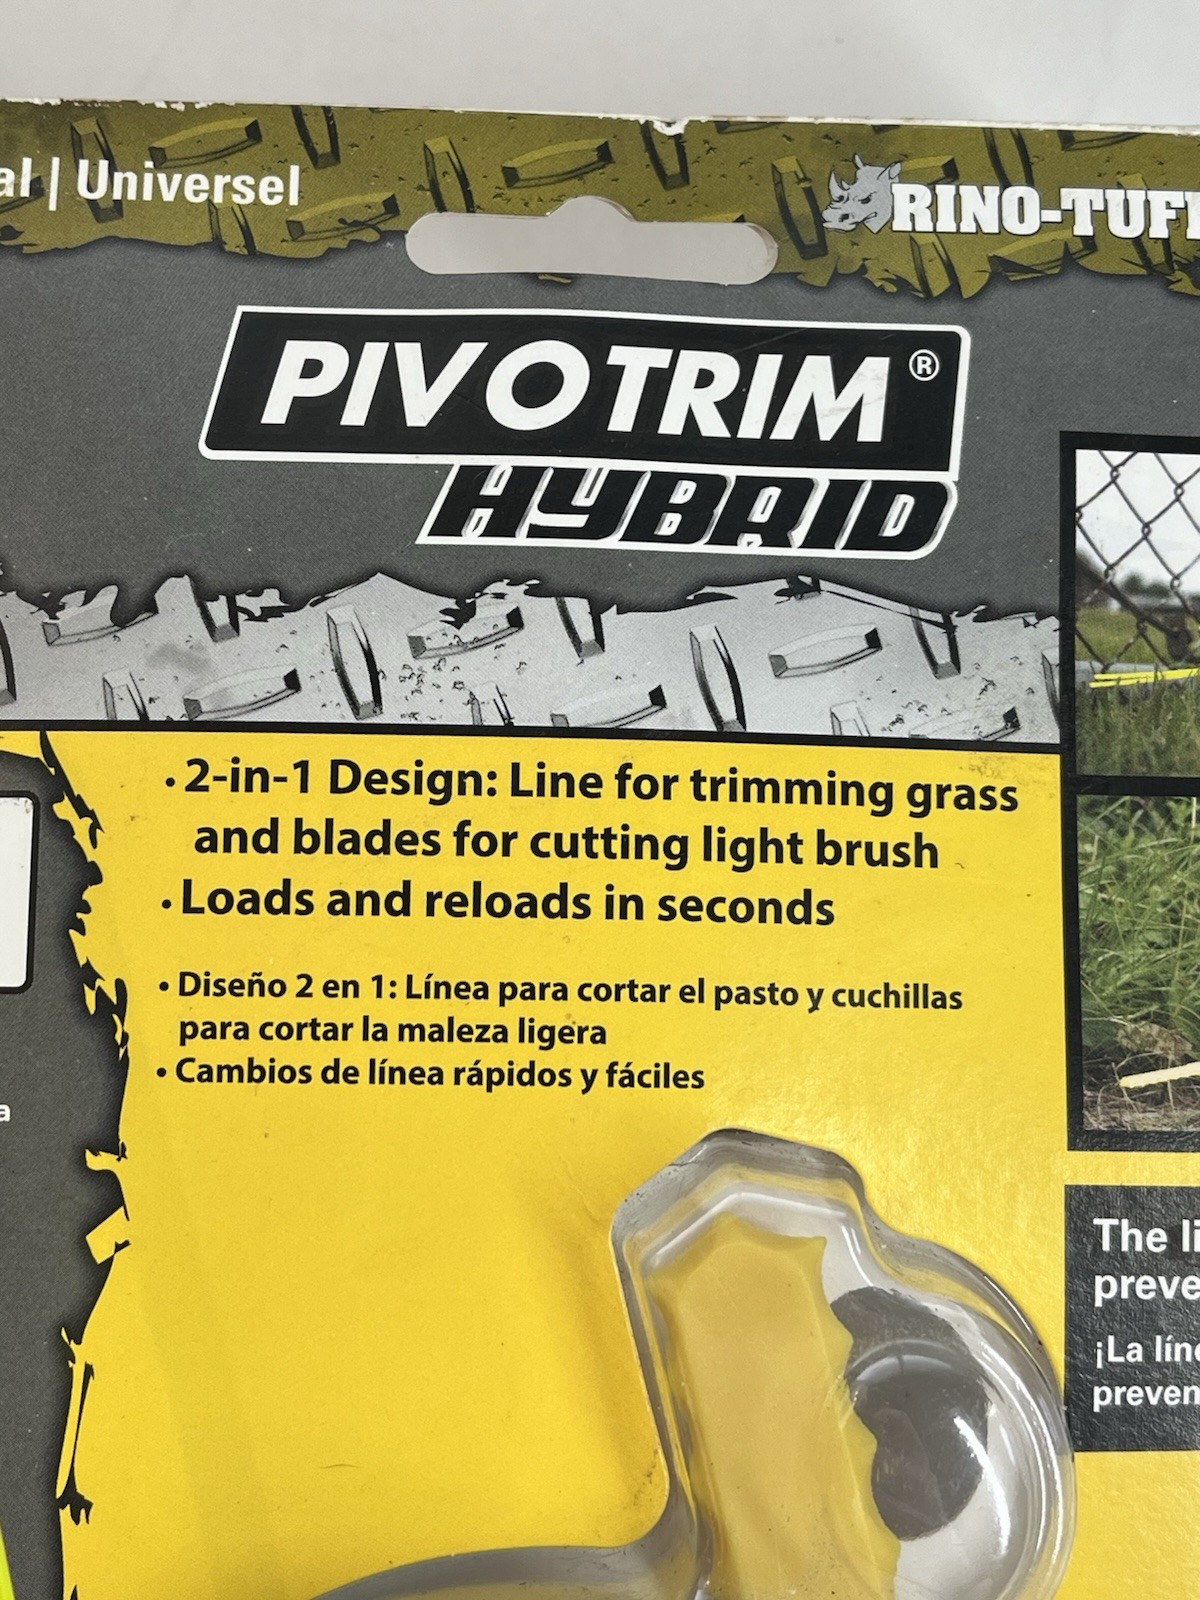 | Universel
RINO-TUFF
PIVOTRIM®
HYBRID
· 2-in-1 Design: Line for trimming grass
and blades for cutting light brush
· Loads and reloads in seconds
• Diseño 2 en 1: Línea para cortar el pasto y cuchillas
para cortar la maleza ligera
• Cambios de línea rápidos y fáciles
The
¡La